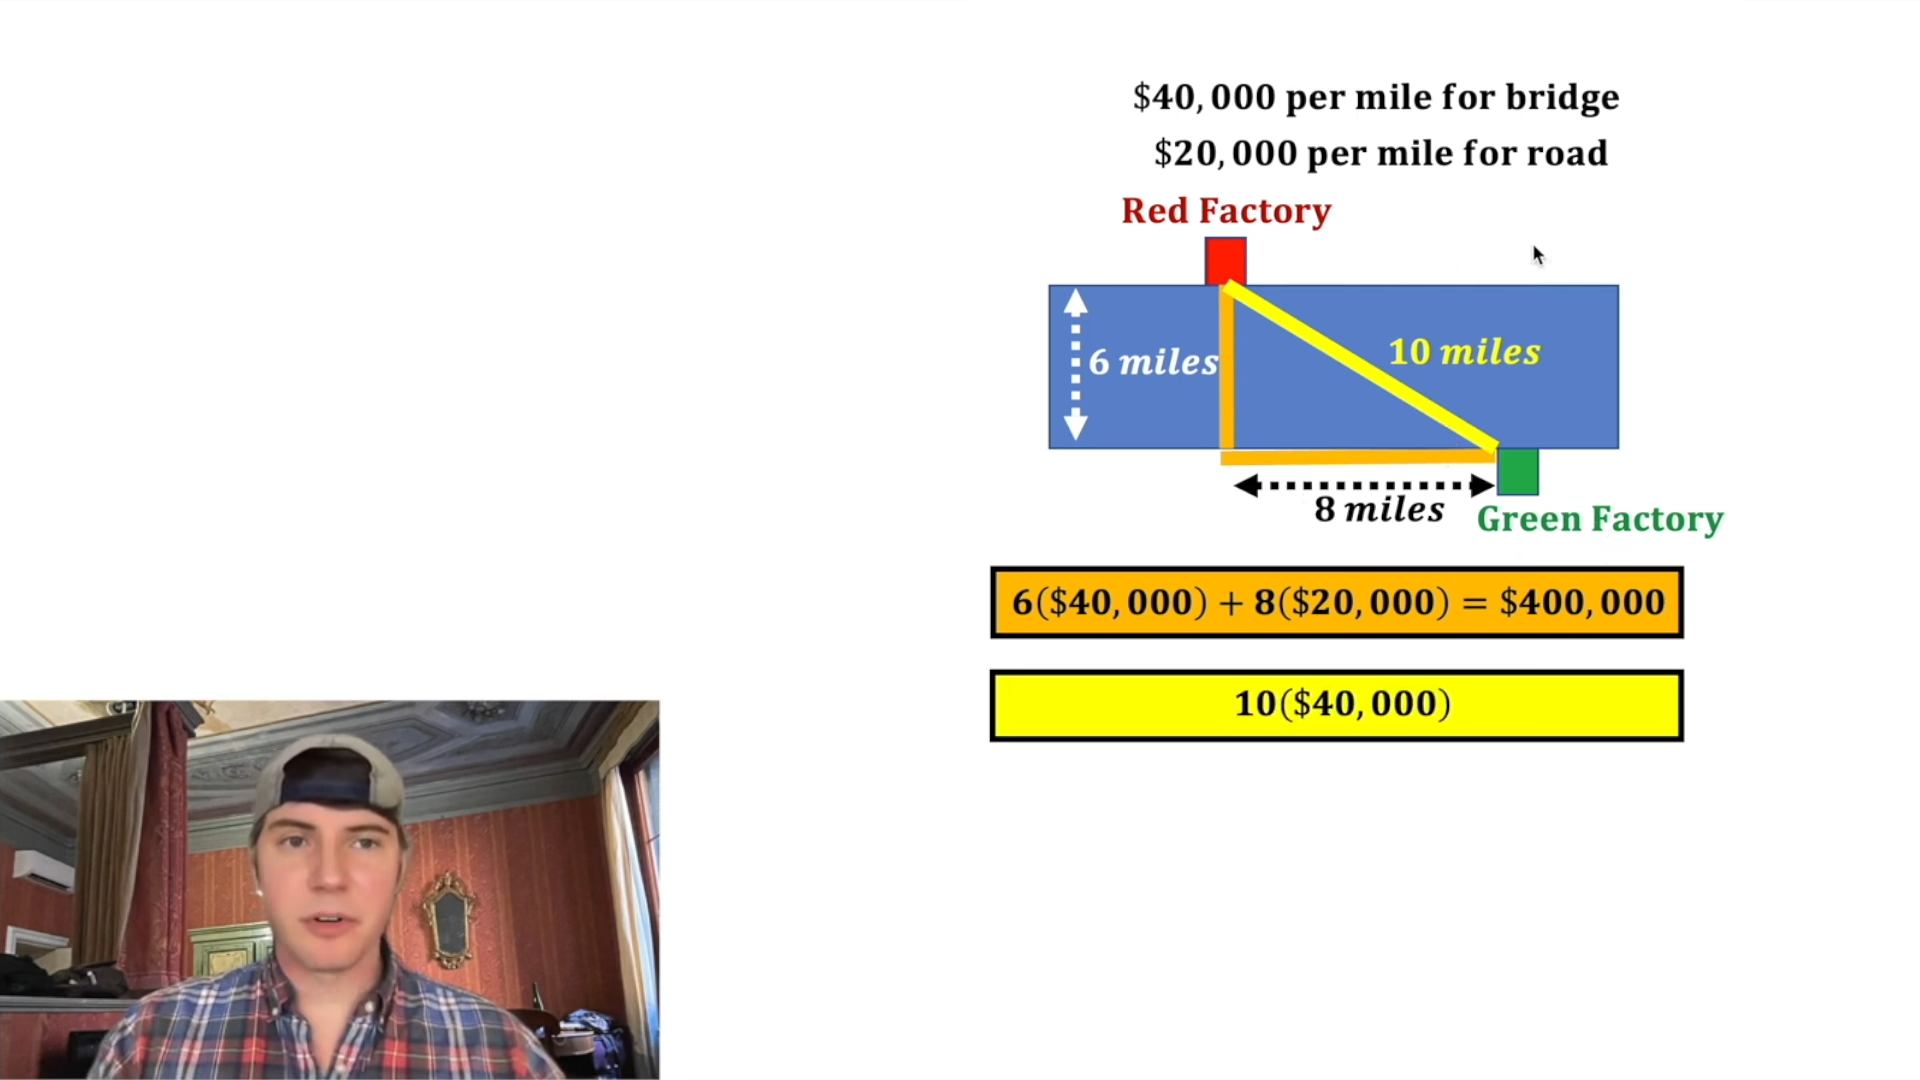 $40,000 per mile for bridge
$20,000 per mile for road
Red Factory
6 miles
10 miles
8 miles
Green Factory
6($40,000) + 8($20,000) = $400,000
10($40,000)